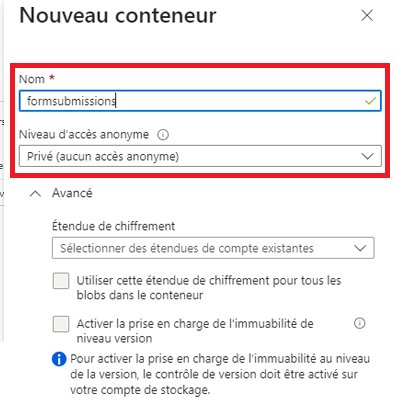 Nouveau conteneur
Nom *
formsubmissions
Niveau d'accès anonyme
Privé (aucun accès anonyme)
Avancé
Étendue de chiffrement
Sélectionner des étendues de compte existantes
Utiliser cette étendue de chiffrement pour tous les
blobs dans le conteneur
Activer la prise en charge de l'immuabilité de
niveau version
Pour activer la prise en charge de l'immuabilité au niveau
de la version, le contrôle de version doit être activé sur
votre compte de stockage.